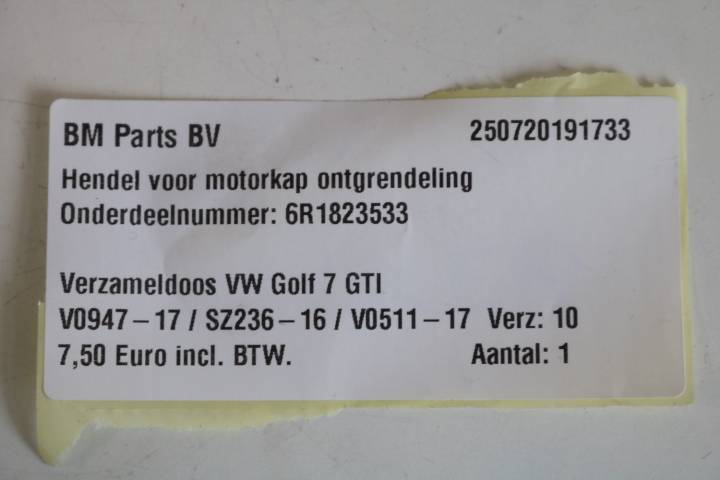 BM Parts BV 250720191733
Hendel voor motorkap ontgrendeling
Onderdeelnummer: 6R1823533
Verzameldoos VW Golf 7 GTI
V0947-17 / SZ236-16 / V0511-17 Verz: 10
7,50 Euro incl. BTW. Aantal: 1